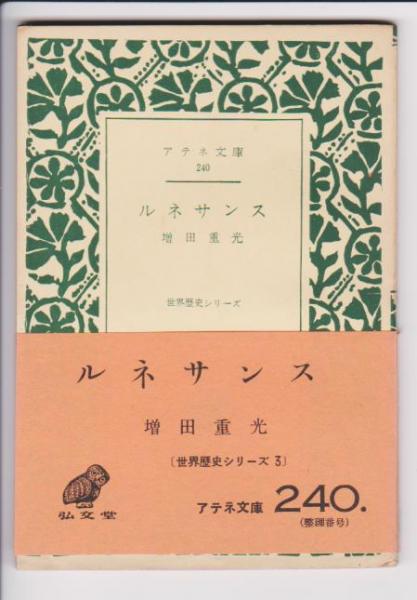 アテネ文庫
240
ルネサンス
増田重光
世界歴史シリーズ
ルネサンス
増田重光
〔世界歴史シリーズ 3〕
弘文堂
アテネ文庫 240.
(整理番号)